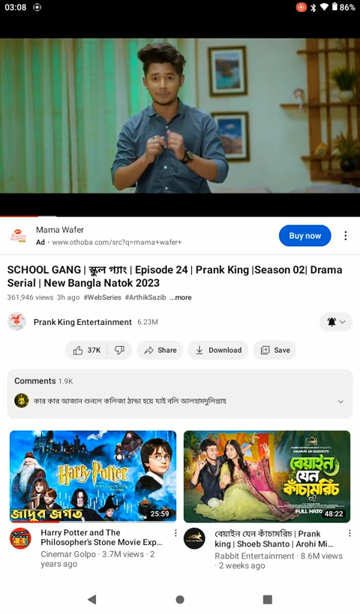 03:08
86%
Mama Wafer
Ad • www.othoba.com/src?q=mama+wafer+
Buy now
SCHOOL GANG | স্কুল গ্যাং | Episode 24 | Prank King |Season 02| Drama
Serial | New Bangla Natok 2023
361,946 views 3h ago #WebSeries #ArthikSazib ...more
Prank King Entertainment 6.23M
37K
Share
Download
Save
Comments 1.9K
কার কার আজান শুনলে কলিজা ঠান্ডা হয়ে যাই বলি আলহামদুলিল্লাহ
Harry Potter
জাদুর জগত
25:59
বেয়াইন
যেন
কাঁচামরিচ
FULL NATOK
48:22
Harry Potter and The
Philosopher's Stone Movie Exp...
Cinemar Golpo · 3.7M views · 2
years ago
বেয়াইন যেন কাঁচামরিচ | Prank
king | Shoeb Shanto | Arohi Mi...
Rabbit Entertainment · 8.6M views
· 2 weeks ago